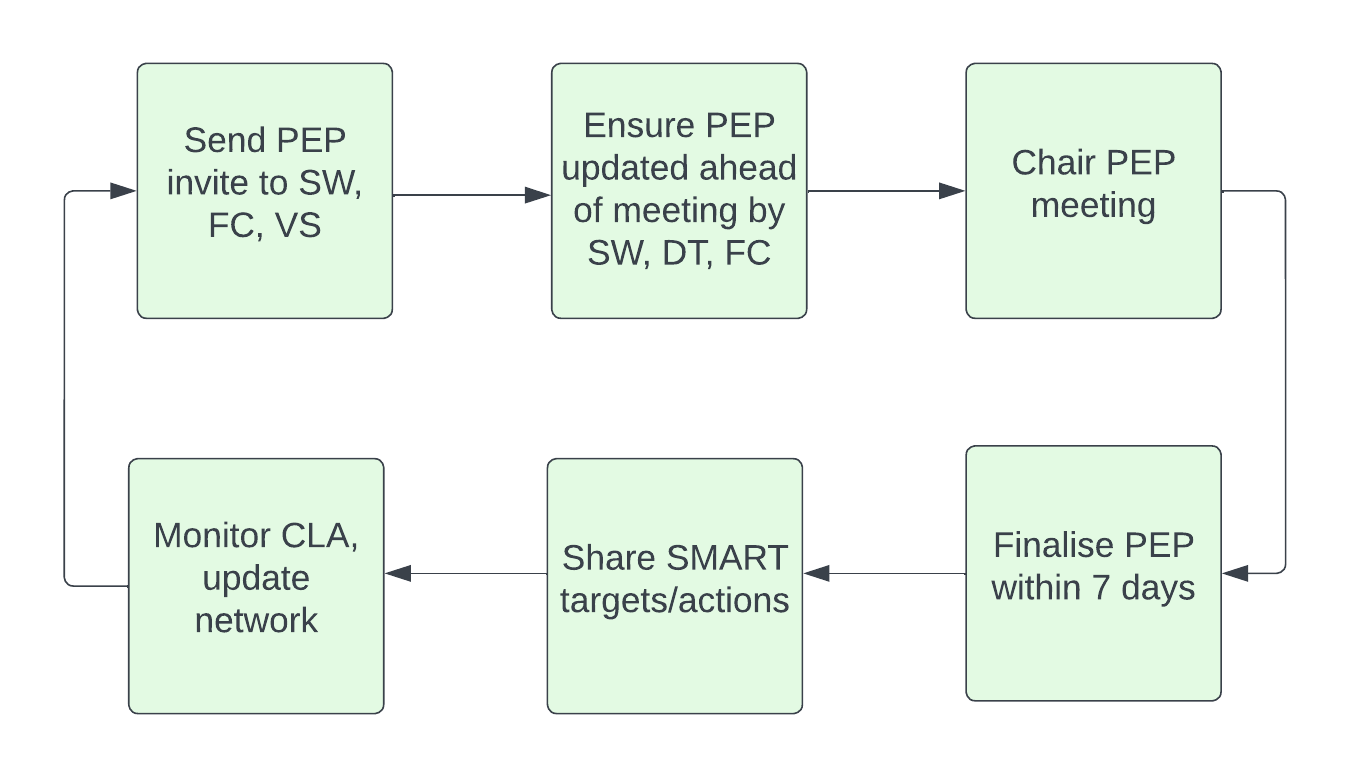 Send PEP
invite to SW,
FC, VS
Ensure PEP
updated ahead
of meeting by
SW, DT, FC
Chair PEP
meeting
Finalise PEP
within 7 days
Share SMART
targets/actions
Monitor CLA,
update
network